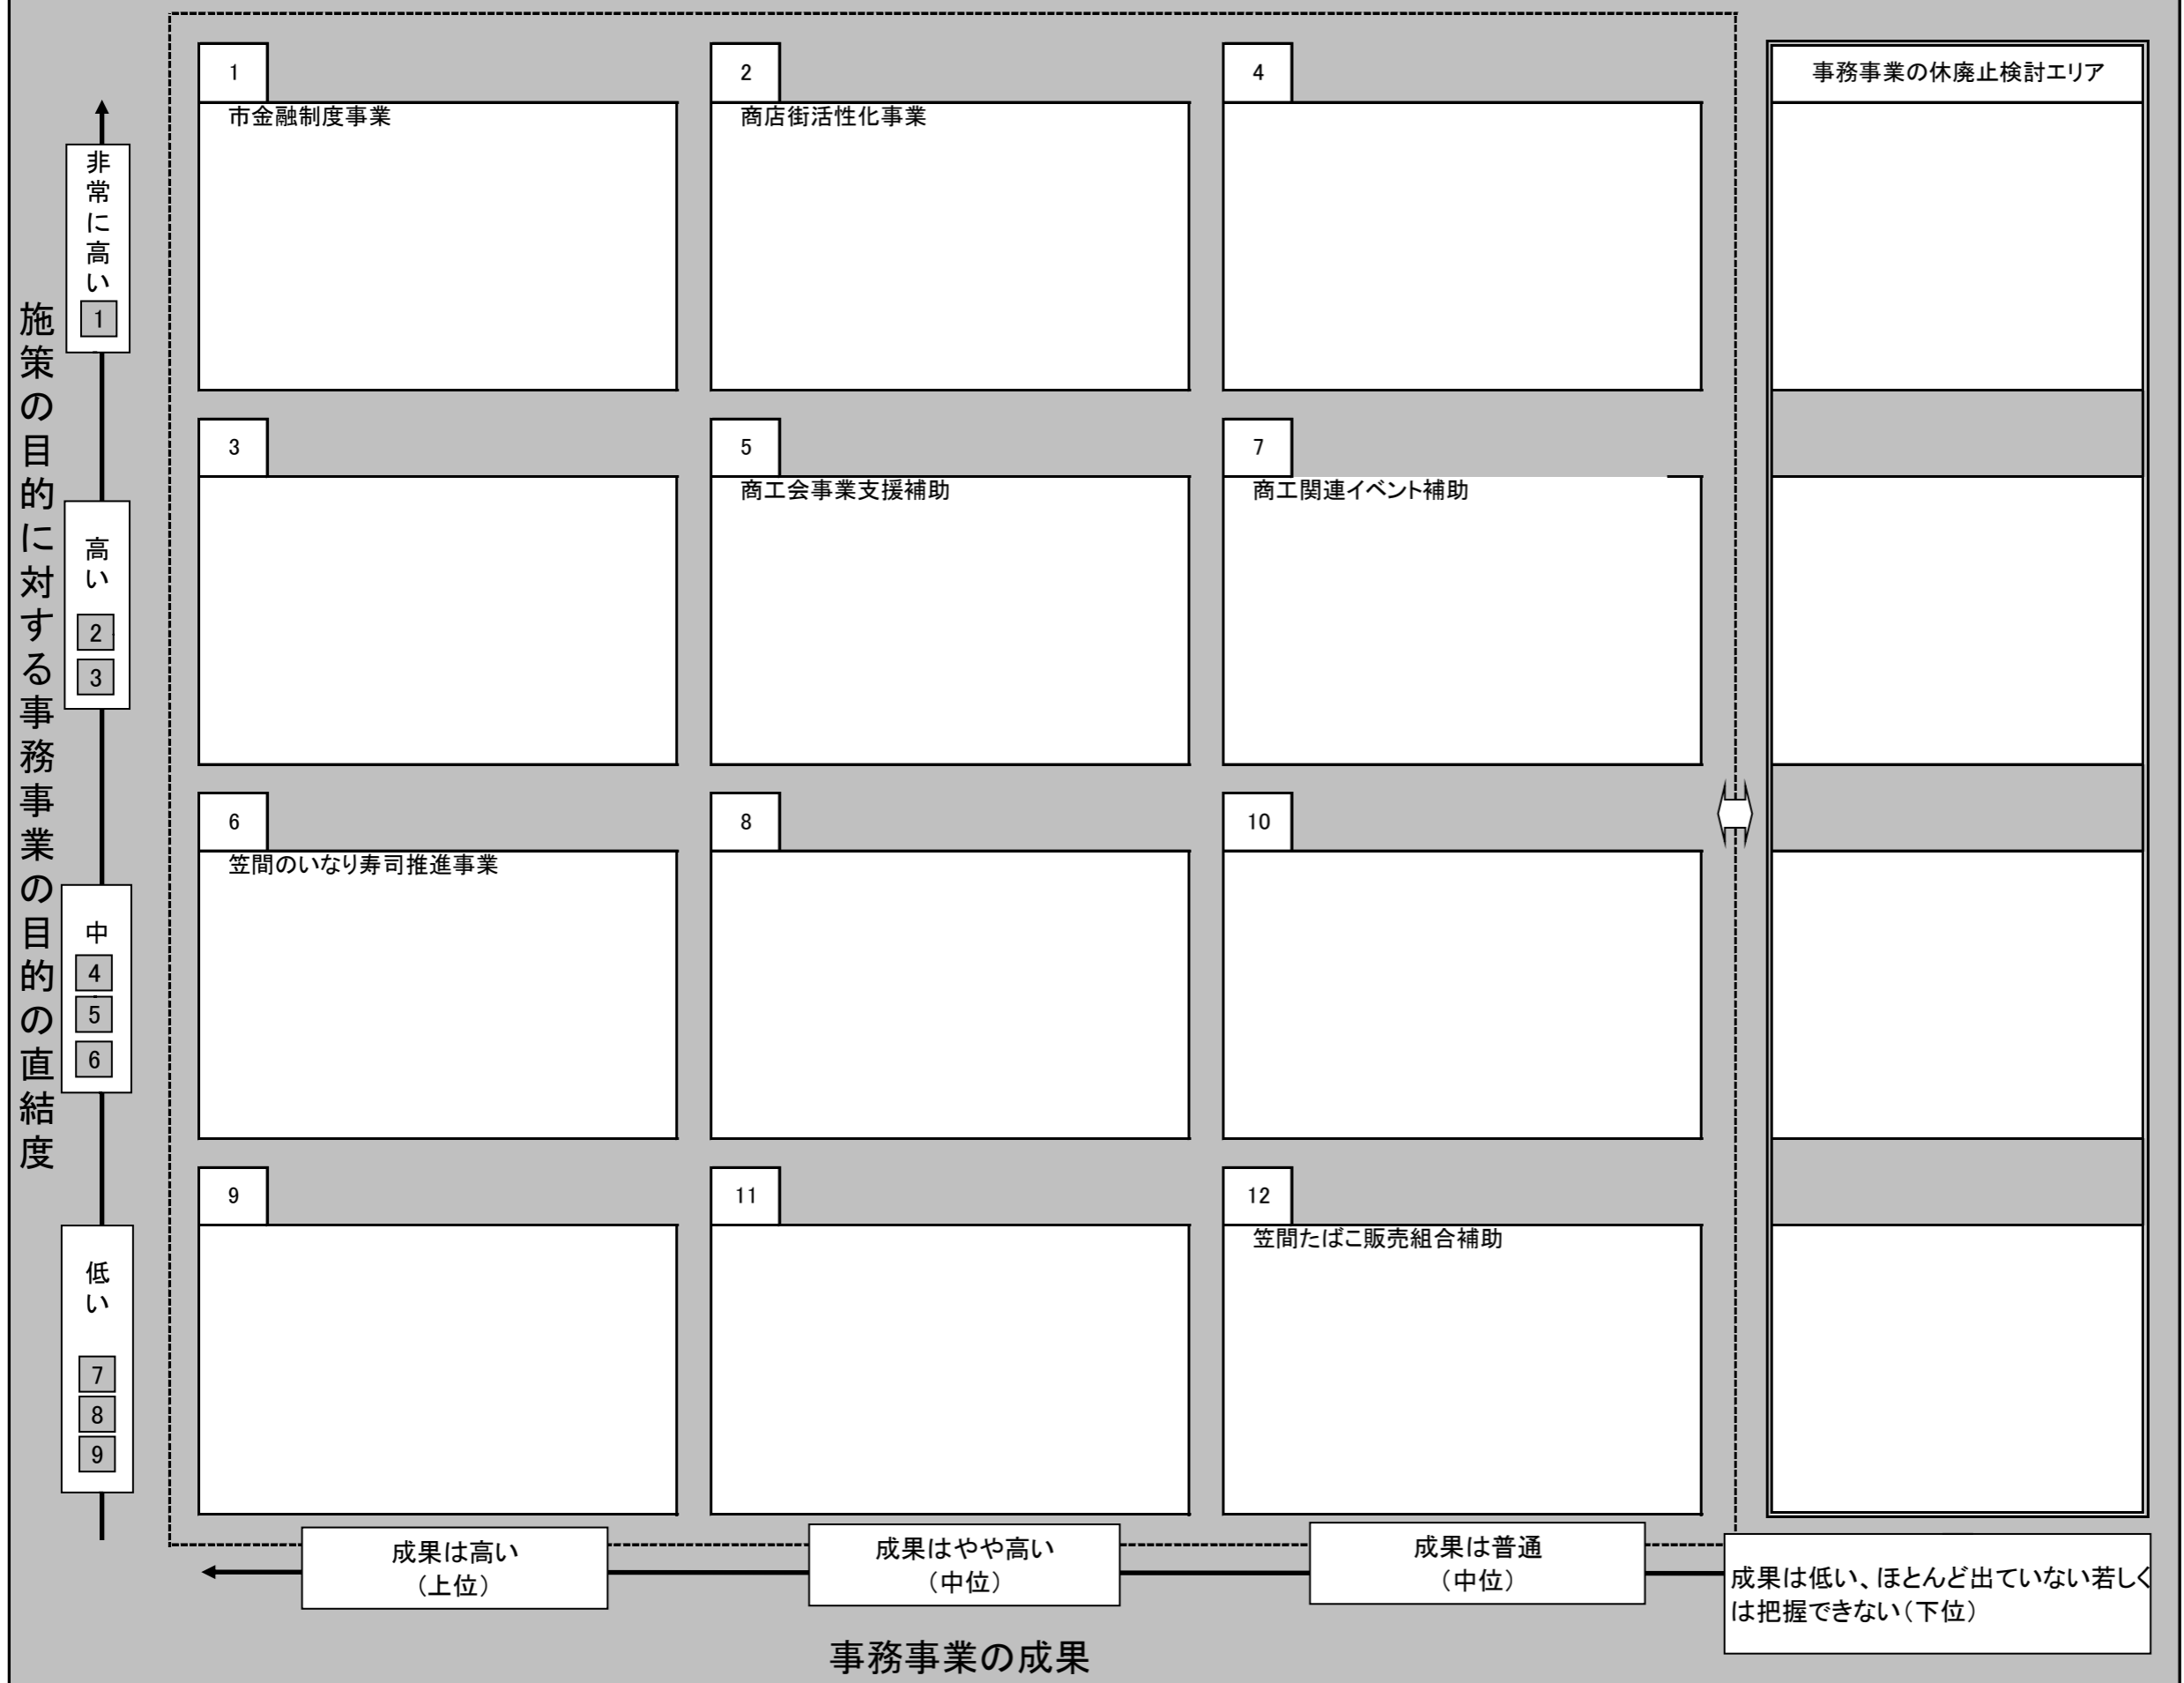 施策の目的に対する事務事業の目的の直結度
非常に高い
1
高い
2
3
中
4
5
6
低い
7
8
9
1
市金融制度事業
2
商店街活性化事業
4
事務事業の休廃止検討エリア
3
5
商工会事業支援補助
7
商工関連イベント補助
6
笠間のいなり寿司推進事業
8
10
9
11
12
笠間たばこ販売組合補助
成果は高い
（上位）
成果はやや高い
（中位）
成果は普通
（中位）
成果は低い、ほとんど出ていない若しく
は把握できない（下位）
事務事業の成果